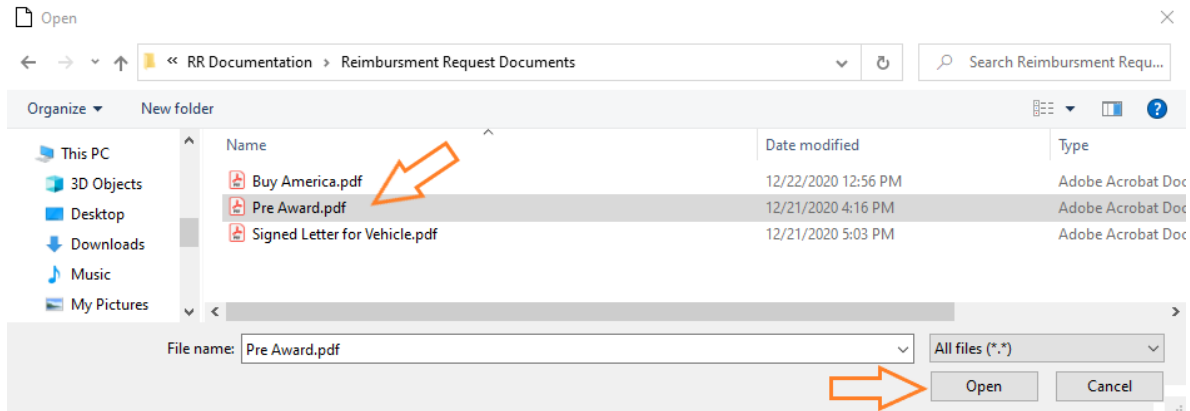 Open
« RR Documentation › Reimbursment Request Documents
Search Reimbursment Requ...
Organize New folder
Name Date modified Type
This PC
3D Objects
Desktop
Downloads
Music
My Pictures
Buy America.pdf 12/22/2020 12:56 PM Adobe Acrobat Doc
Pre Award.pdf 12/21/2020 4:16 PM Adobe Acrobat Doc
Signed Letter for Vehicle.pdf 12/21/2020 5:03 PM Adobe Acrobat Doc
File name: Pre Award.pdf All files (*.*)
Open Cancel